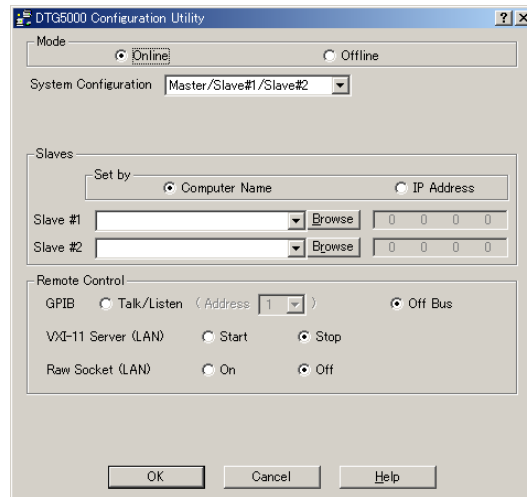 DTG5000 Configuration Utility
Mode
Online Offline
System Configuration Master/Slave#1/Slave#2
Slaves
Set by
Computer Name IP Address
Slave #1 Browse 0 0 0 0
Slave #2 Browse 0 0 0 0
Remote Control
GPIB Talk/Listen ( Address 1 ) Off Bus
VXI-11 Server (LAN) Start Stop
Raw Socket (LAN) On Off
OK Cancel Help